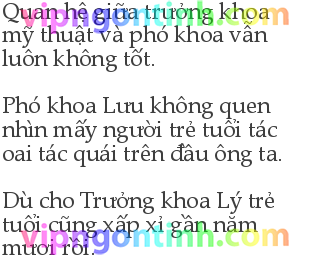 Quan hệ giữa trưởng khoa
mỹ thuật và phó khoa vẫn
luôn không tốt.
Phó khoa Lưu không quen
nhìn mấy người trẻ tuổi tác
oai tác quái trên đầu ông ta.
Dù cho Trưởng khoa Lý trẻ
tuổi cũng xấp xỉ gần năm
mươi rồi.
vipngontinh.com
vipngontinh.com